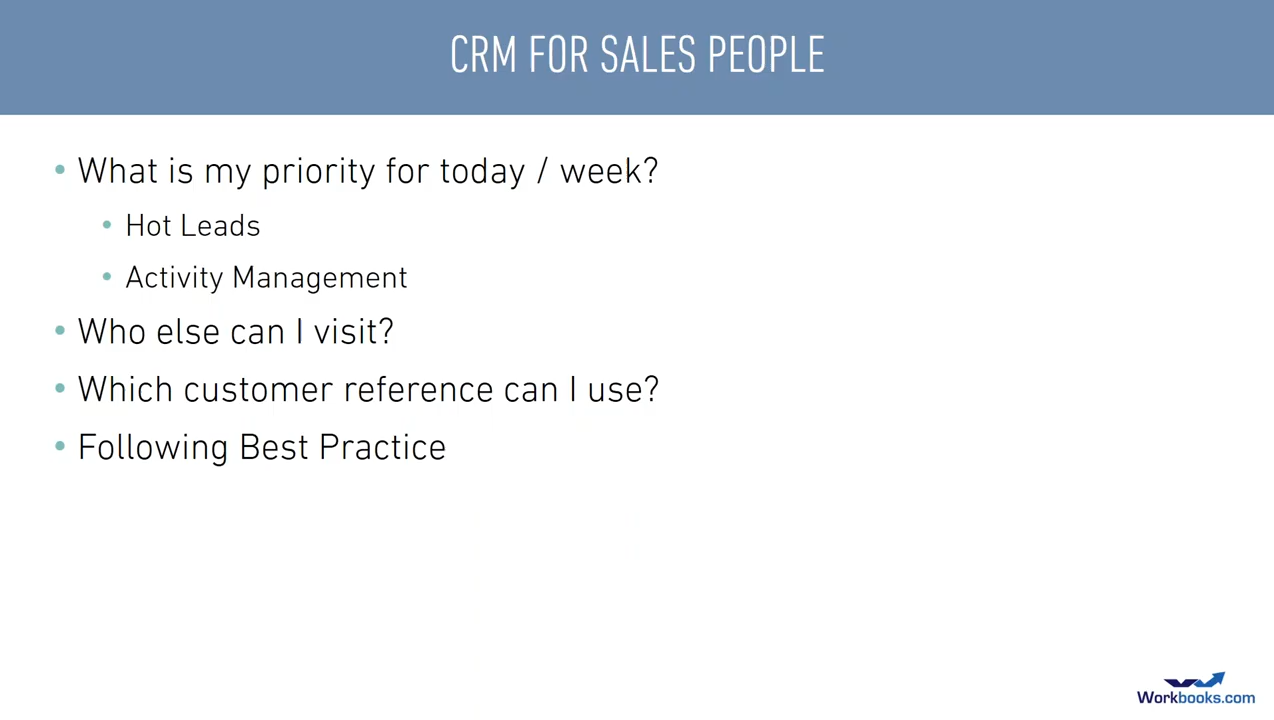 CRM FOR SALES PEOPLE
• What is my priority for today / week?
• Hot Leads
• Activity Management
• Who else can I visit?
• Which customer reference can I use?
• Following Best Practice
Workbooks.com